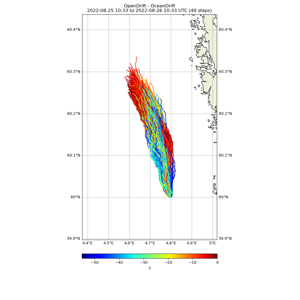 OpenDrift - OceanDrift
2022-08-25 10:33 to 2022-08-26 10:33 UTC (49 steps)
60.4°N 60.4°N
60.3°N 60.3°N
60.2°N 60.2°N
60.1°N 60.1°N
60°N 60°N
59.9°N 59.9°N
4.4°E 4.5°E 4.6°E 4.7°E 4.8°E 4.9°E 5°E
−50 −40 −30 −20 −10 0
z